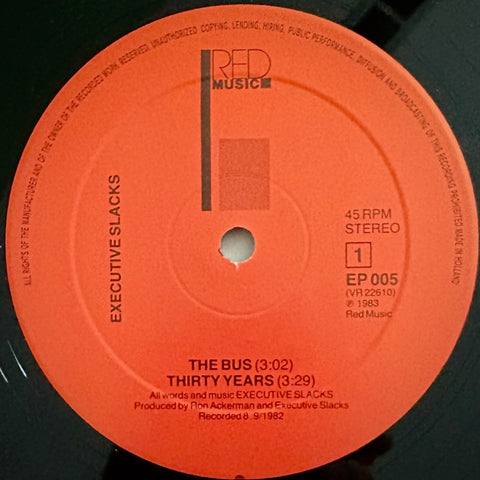 ALL RIGHTS OF THE MANUFACTURER AND OF THE OWNER OF THE RECORDED WORK RESERVED. UNAUTHORIZED COPYING, LENDING, HIRING, PUBLIC PERFORMANCE, DIFFUSION AND BROADCASTING OF THIS RECORDING PROHIBITED MADE IN HOLLAND
RED
MUSIC
EXECUTIVE SLACKS
45 RPM
STEREO
1
EP 005
(VR 22610)
℗ 1983
Red Music
THE BUS (3:02)
THIRTY YEARS (3:29)
All words and music EXECUTIVE SLACKS
Produced by Ron Ackerman and Executive Slacks
Recorded 8 9/1982